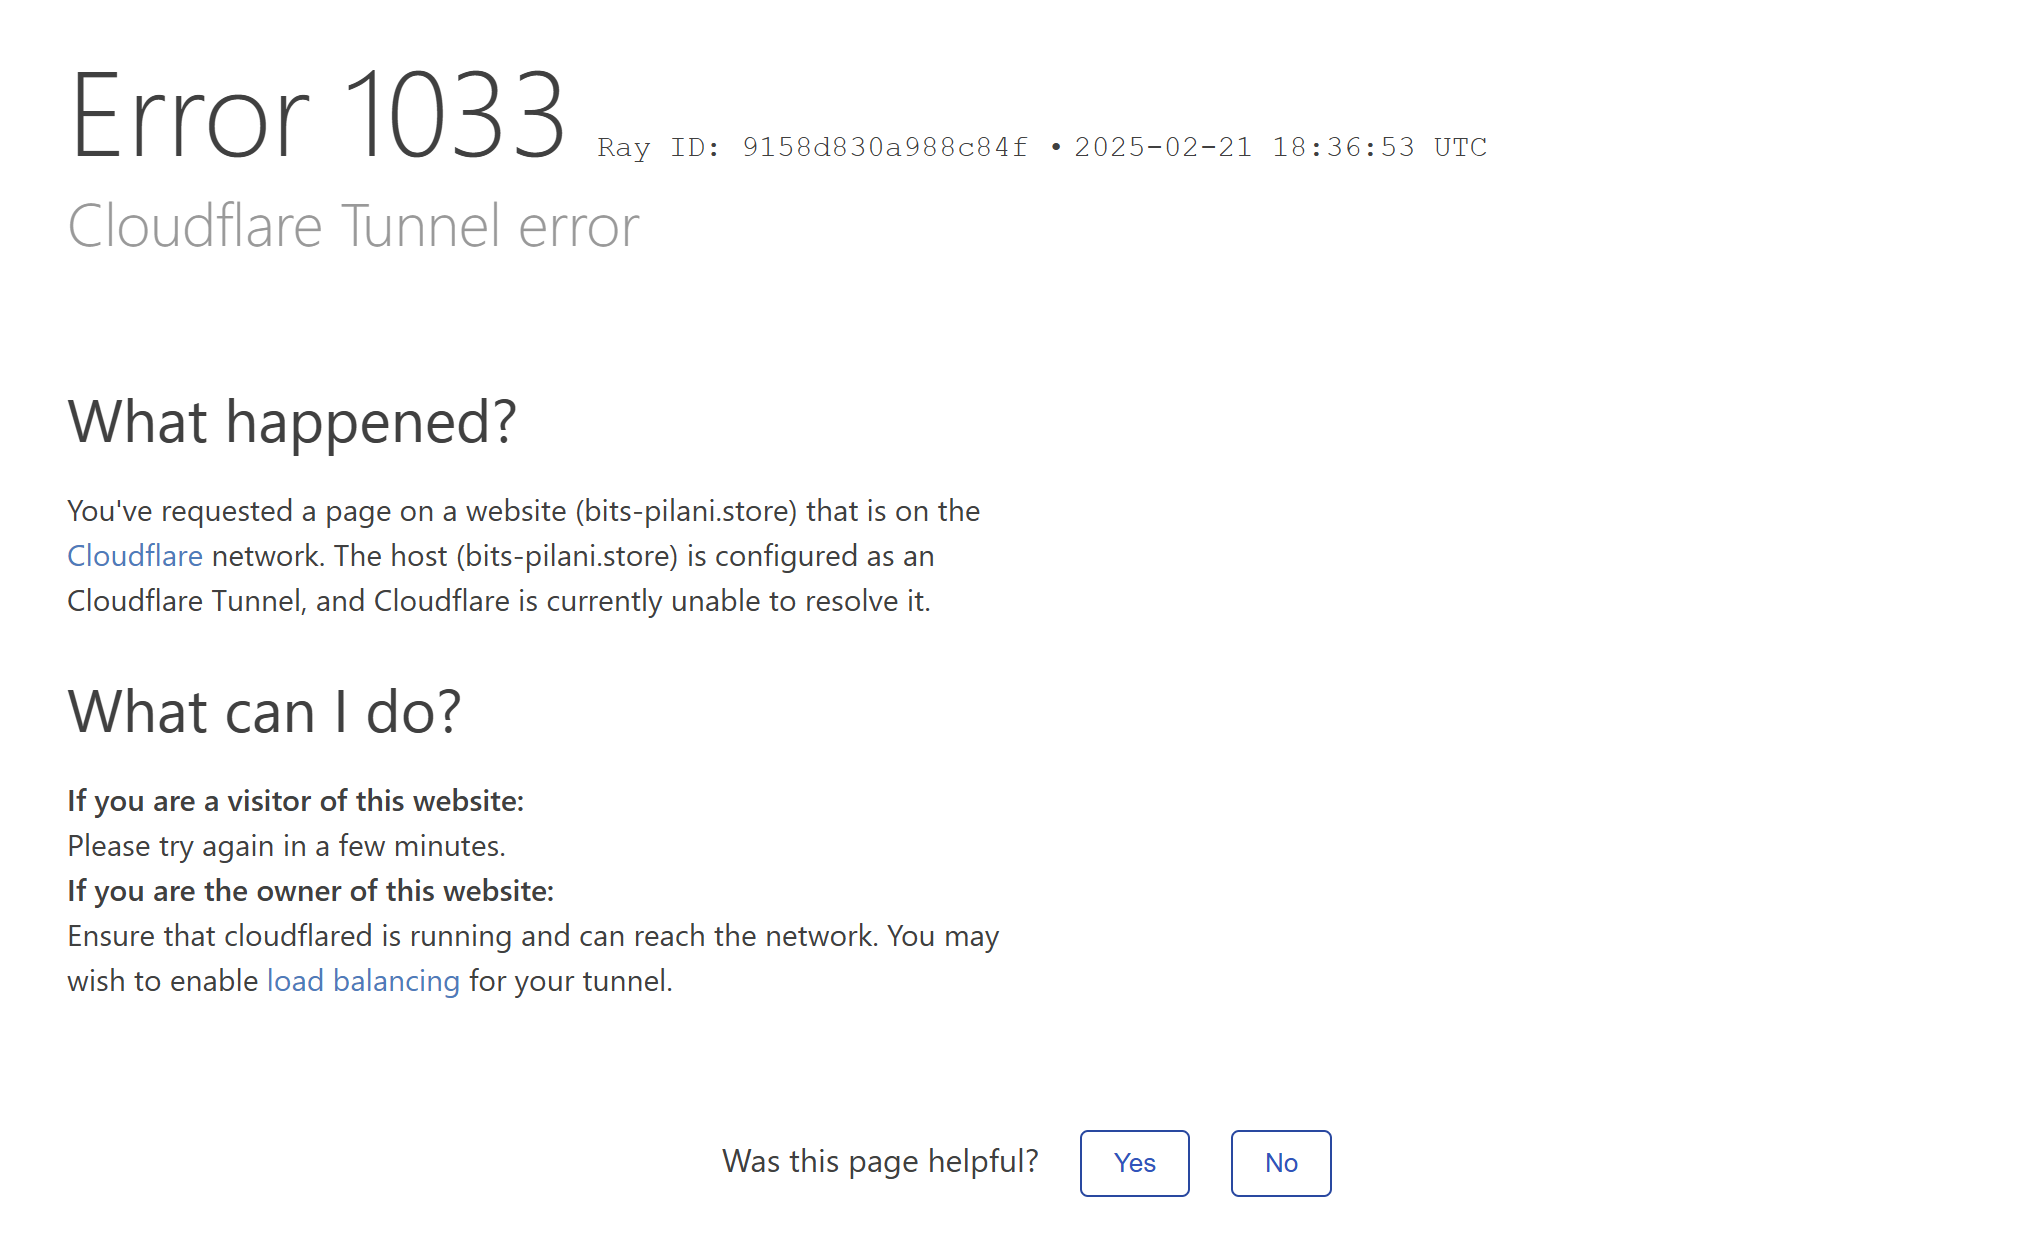 Error 1033 Ray ID: 9158d830a988c84f • 2025-02-21 18:36:53 UTC
Cloudflare Tunnel error
What happened?
You've requested a page on a website (bits-pilani.store) that is on the
Cloudflare network. The host (bits-pilani.store) is configured as an
Cloudflare Tunnel, and Cloudflare is currently unable to resolve it.
What can I do?
If you are a visitor of this website:
Please try again in a few minutes.
If you are the owner of this website:
Ensure that cloudflared is running and can reach the network. You may
wish to enable load balancing for your tunnel.
Was this page helpful? Yes No